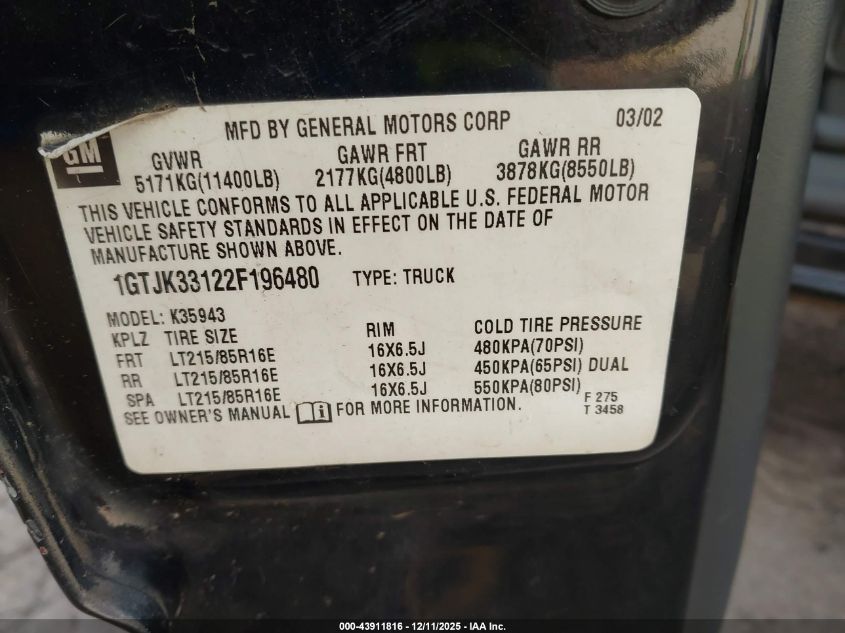 MFD BY GENERAL MOTORS CORP 03/02
GM
GVWR GAWR FRT GAWR RR
5171KG(11400LB) 2177KG(4800LB) 3878KG(8550LB)
THIS VEHICLE CONFORMS TO ALL APPLICABLE U.S. FEDERAL MOTOR
VEHICLE SAFETY STANDARDS IN EFFECT ON THE DATE OF
MANUFACTURE SHOWN ABOVE.
1GTJK33122F196480 TYPE: TRUCK
MODEL: K35943
KPLZ TIRE SIZE RIM COLD TIRE PRESSURE
FRT LT215/85R16E 16X6.5J 480KPA(70PSI)
RR LT215/85R16E 16X6.5J 450KPA(65PSI) DUAL
SPA LT215/85R16E 16X6.5J 550KPA(80PSI)
SEE OWNER'S MANUAL i FOR MORE INFORMATION.
F 275
T 3458
000-43911816 - 12/11/2025 - IAA Inc.